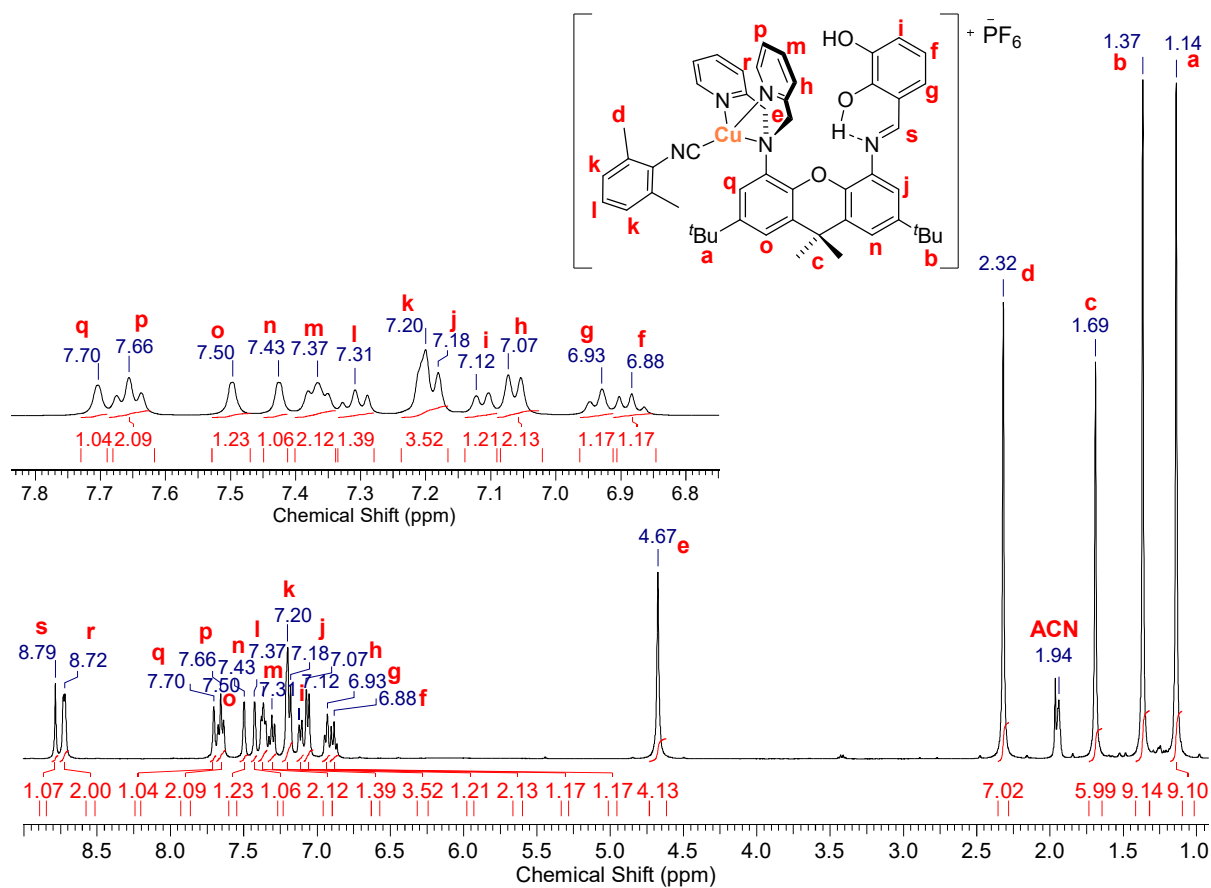 + PF6
-
HO
i
f
g
O
H
N
s
p
m
r
h
N
N
e
Cu
N
d
NC
k
l
k
q
O
j
tBu
a
o
c
n
tBu
b
1.37
b
1.14
a
2.32
d
1.69
c
q
7.70
p
7.66
o
7.50
n
7.43
m
7.37
l
7.31
k
7.20
j
7.18
i
7.12
h
7.07
g
6.93
f
6.88
1.04 2.09 1.23 1.06 2.12 1.39 3.52 1.21 2.13 1.17 1.17
7.8 7.7 7.6 7.5 7.4 7.3 7.2 7.1 7.0 6.9 6.8
Chemical Shift (ppm)
4.67 e
ACN
1.94
s
8.79
r
8.72
k
7.20
p l j
n 7.37
7.66 7.43 m 7.18 7.07 h
q 7.50 7.31 7.12 6.93 g
7.70 o i 6.88 f
1.07 2.00 1.04 2.09 1.23 1.06 2.12 1.39 3.52 1.21 2.13 1.17 1.17 4.13 7.02 5.99 9.14 9.10
8.5 8.0 7.5 7.0 6.5 6.0 5.5 5.0 4.5 4.0 3.5 3.0 2.5 2.0 1.5 1.0
Chemical Shift (ppm)